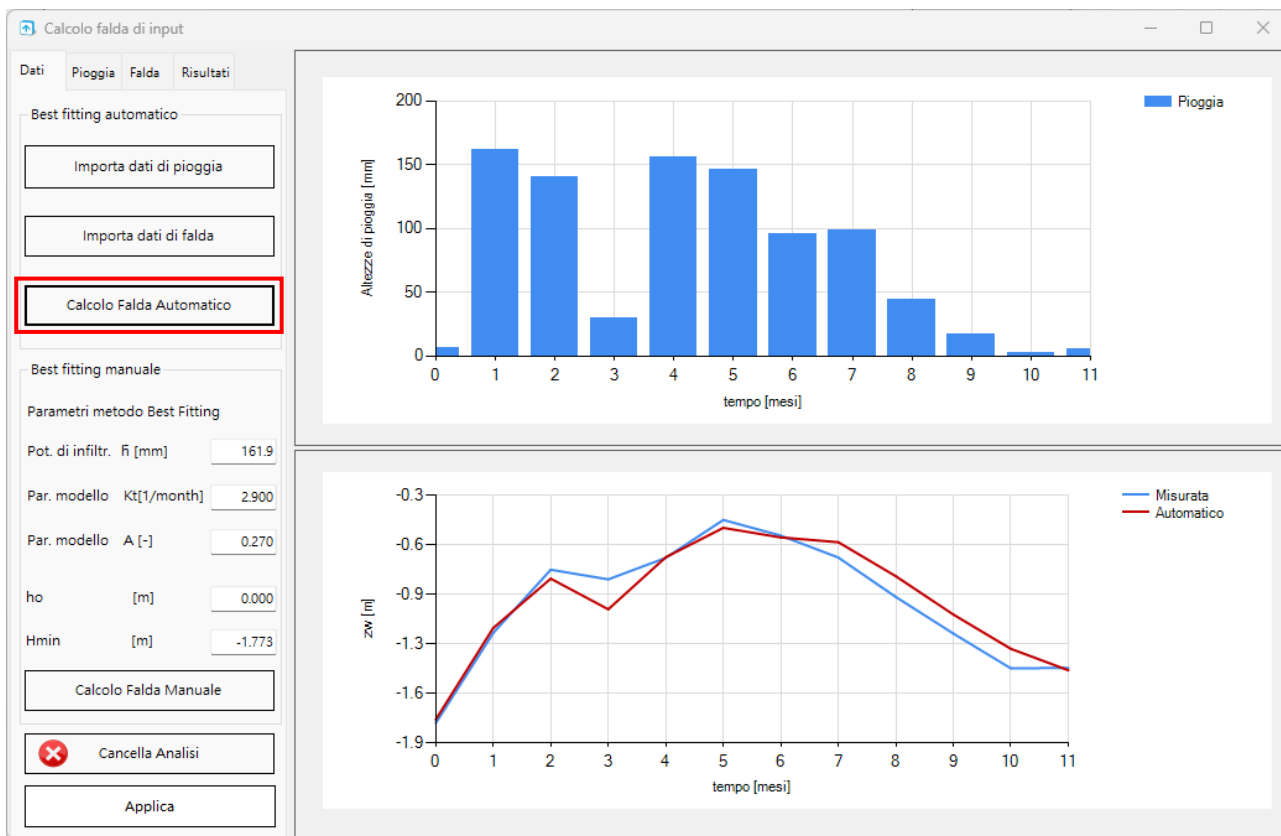 Calcolo falda di input
Dati Pioggia Falda Risultati
Best fitting automatico
Importa dati di pioggia
Importa dati di falda
Calcolo Falda Automatico
Best fitting manuale
Parametri metodo Best Fitting
Pot. di infiltr. fi [mm] 161.9
Par. modello Kt[1/month] 2.900
Par. modello A [-] 0.270
ho [m] 0.000
Hmin [m] -1.773
Calcolo Falda Manuale
Cancella Analisi
Applica
Altezze di pioggia [mm]
200
150
100
50
0
0 1 2 3 4 5 6 7 8 9 10 11
tempo [mesi]
Pioggia
zw [m]
-0.3
-0.6
-0.9
-1.3
-1.6
-1.9
0 1 2 3 4 5 6 7 8 9 10 11
tempo [mesi]
Misurata
Automatico